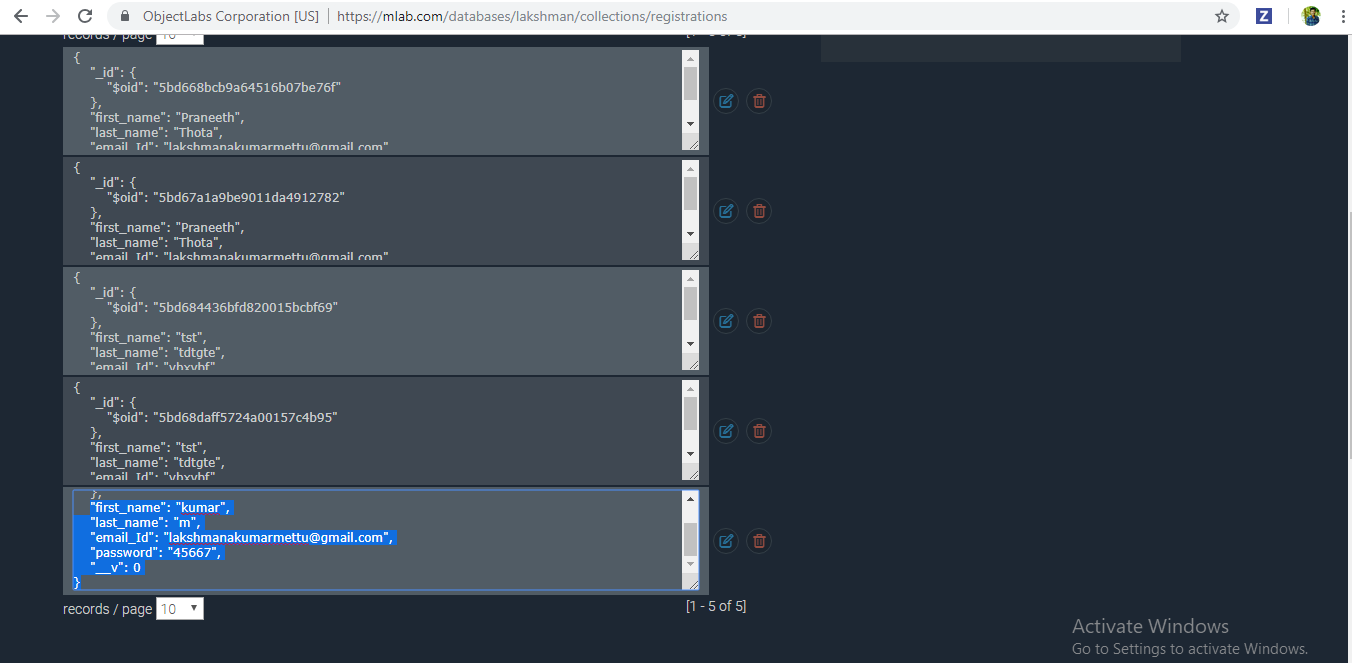 ObjectLabs Corporation [US] https://mlab.com/databases/lakshman/collections/registrations
Z
records / page 10
[1 - 5 of 5]
{
"_id": {
"$oid": "5bd668bcb9a64516b07be76f"
},
"first_name": "Praneeth",
"last_name": "Thota",
"email_Id": "lakshmanakumarmettu@gmail.com"
{
"_id": {
"$oid": "5bd67a1a9be9011da4912782"
},
"first_name": "Praneeth",
"last_name": "Thota",
"email_Id": "lakshmanakumarmettu@gmail.com"
{
"_id": {
"$oid": "5bd684436bfd820015bcbf69"
},
"first_name": "tst",
"last_name": "tdtgte",
"email_Id":
{
"_id": {
"$oid": "5bd68daff5724a00157c4b95"
},
"first_name": "tst",
"last_name": "tdtgte",
"email_Id":
},
"first_name": "kumar",
"last_name": "m",
"email_Id": "lakshmanakumarmettu@gmail.com",
"password": "45667",
"__v": 0
}
records / page 10
[1 - 5 of 5]
Activate Windows
Go to Settings to activate Windows.